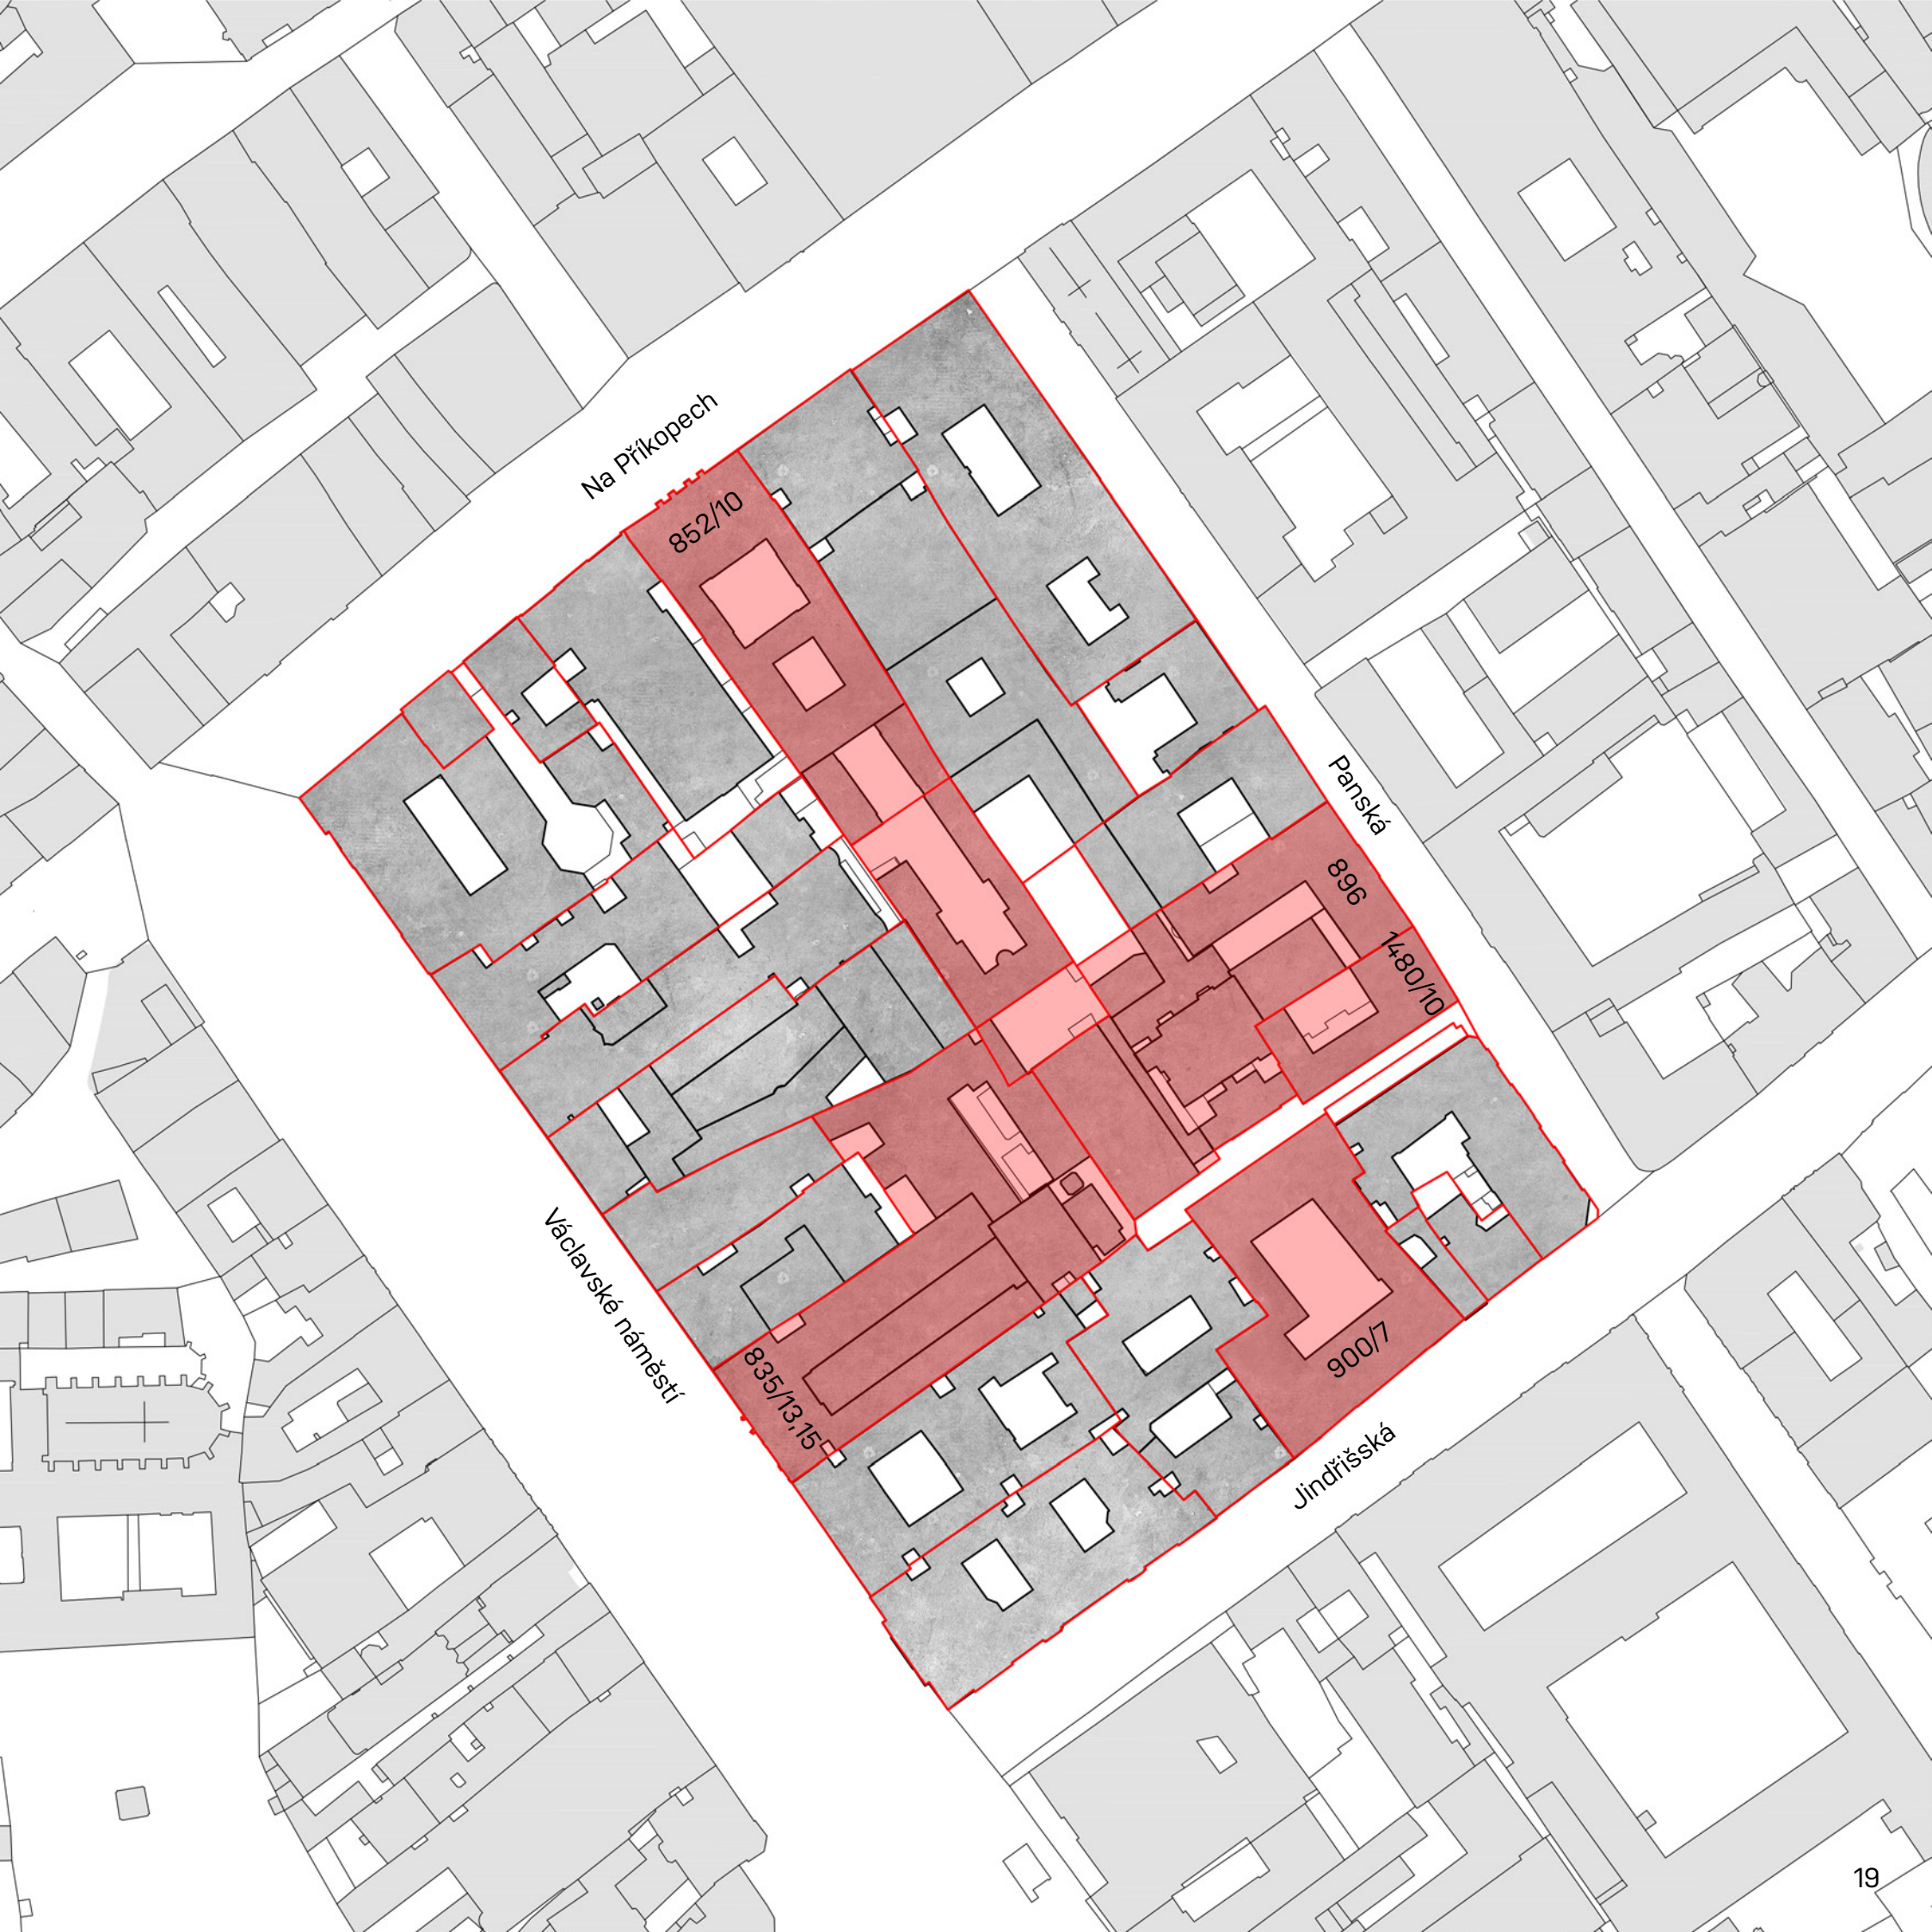 Na Příkopech
852/10
Panská
896
1480/10
Václavské náměstí
835/13,15
900/7
Jindřišská
19